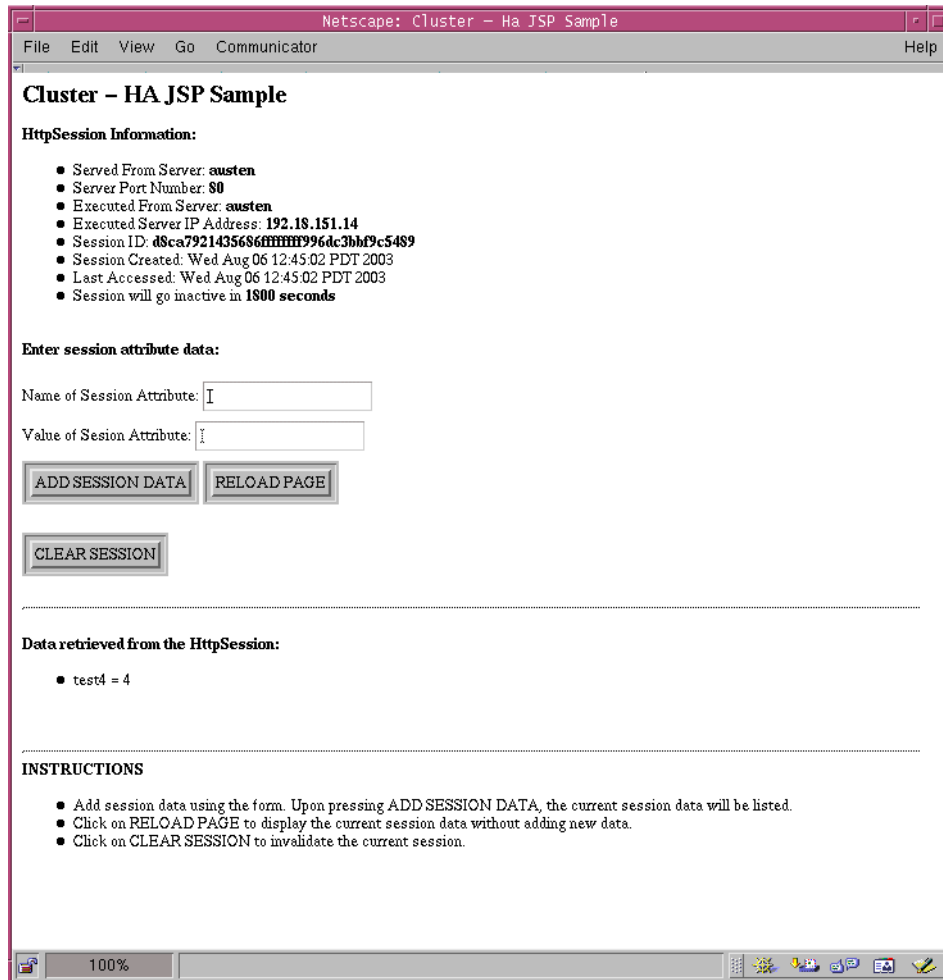 Netscape: Cluster – Ha JSP Sample
File Edit View Go Communicator Help
Cluster – HA JSP Sample
HttpSession Information:
Served From Server: austen
Server Port Number: 80
Executed From Server: austen
Executed Server IP Address: 192.18.151.14
Session ID: d8ca7921435686ffffffff996dc3bbf9c5489
Session Created: Wed Aug 06 12:45:02 PDT 2003
Last Accessed: Wed Aug 06 12:45:02 PDT 2003
Session will go inactive in 1800 seconds
Enter session attribute data:
Name of Session Attribute:
Value of Sesion Attribute:
ADD SESSION DATA RELOAD PAGE
CLEAR SESSION
Data retrieved from the HttpSession:
test4 = 4
INSTRUCTIONS
Add session data using the form. Upon pressing ADD SESSION DATA, the current session data will be listed.
Click on RELOAD PAGE to display the current session data without adding new data.
Click on CLEAR SESSION to invalidate the current session.
100%